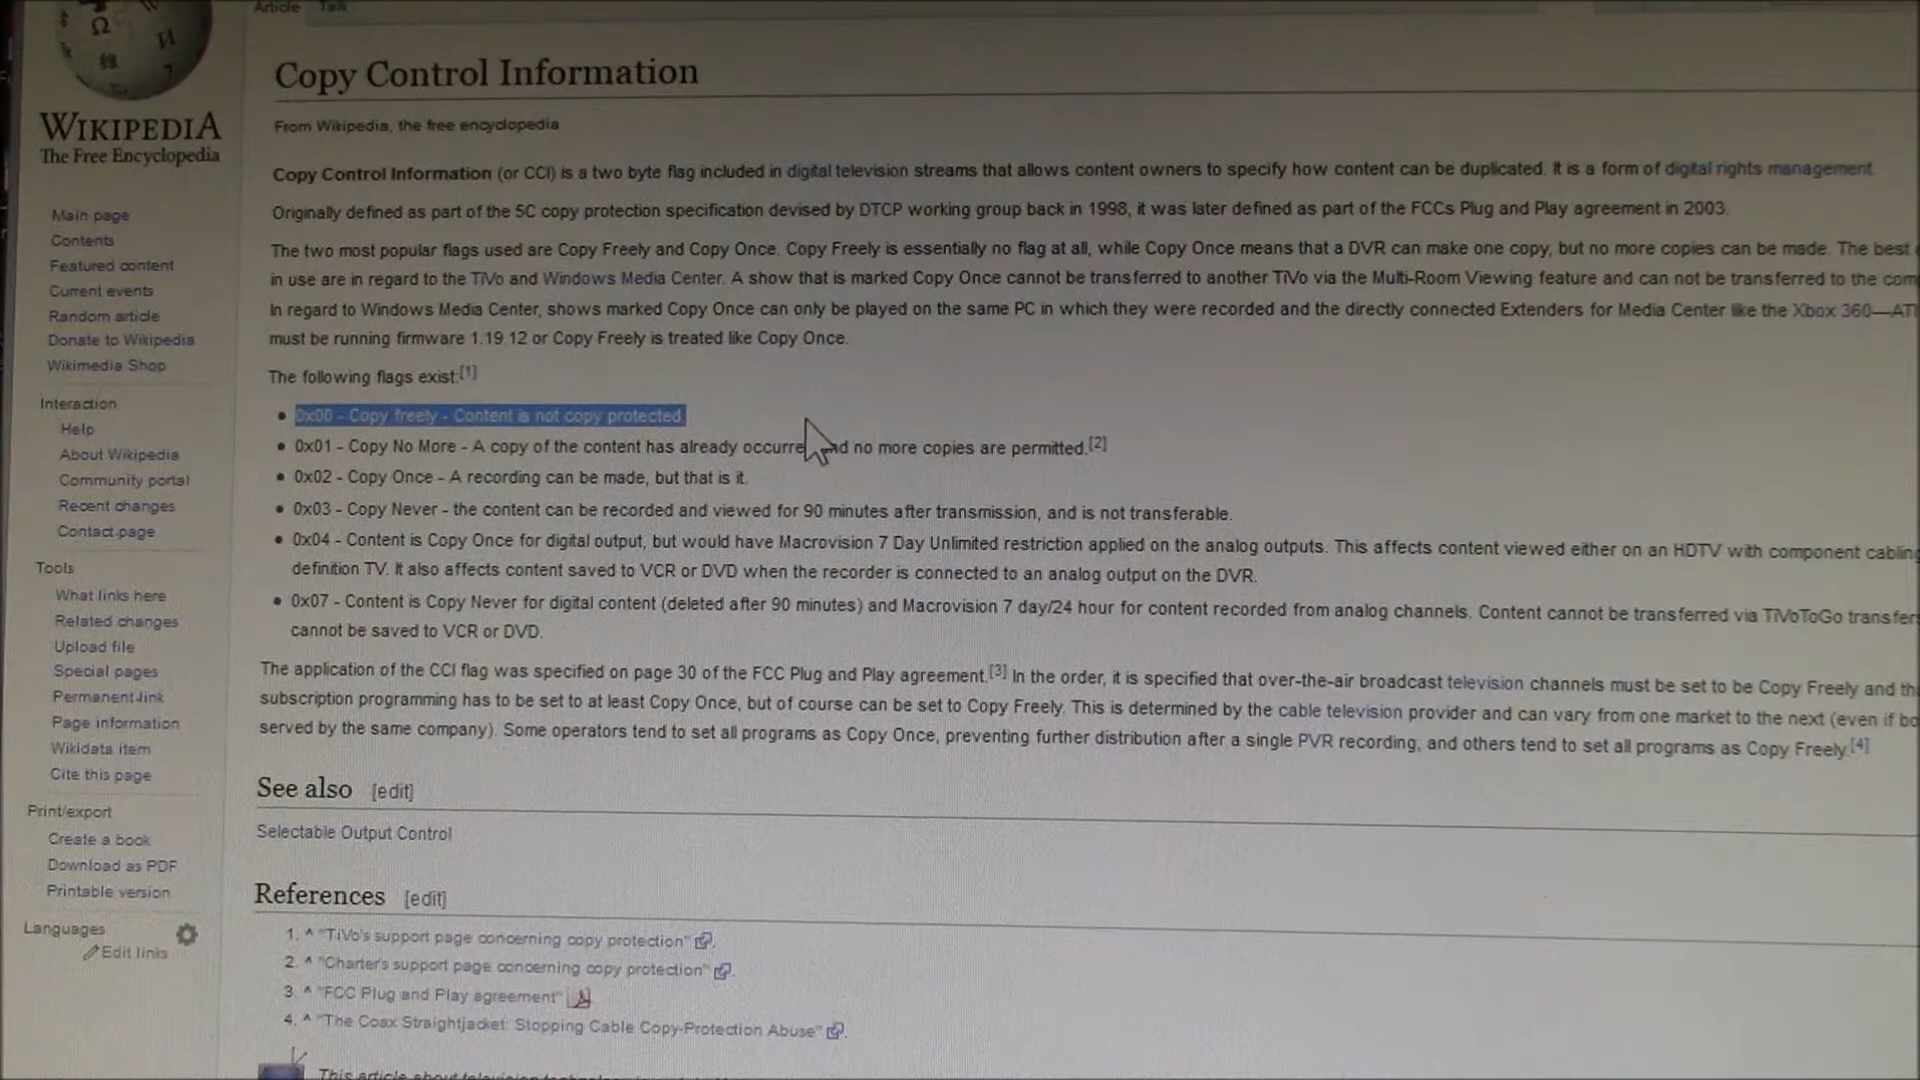 Article Talk
Ω
W
И
維
7
WIKIPEDIA
The Free Encyclopedia
Main page
Contents
Featured content
Current events
Random article
Donate to Wikipedia
Wikimedia Shop
Interaction
Help
About Wikipedia
Community portal
Recent changes
Contact page
Tools
What links here
Related changes
Upload file
Special pages
Permanent link
Page information
Wikidata item
Cite this page
Print/export
Create a book
Download as PDF
Printable version
Languages
Edit links
Copy Control Information
From Wikipedia, the free encyclopedia
Copy Control Information (or CCI) is a two byte flag included in digital television streams that allows content owners to specify how content can be duplicated. It is a form of digital rights management.
Originally defined as part of the 5C copy protection specification devised by DTCP working group back in 1998, it was later defined as part of the FCCs Plug and Play agreement in 2003.
The two most popular flags used are Copy Freely and Copy Once. Copy Freely is essentially no flag at all, while Copy Once means that a DVR can make one copy, but no more copies can be made. The best
in use are in regard to the TiVo and Windows Media Center. A show that is marked Copy Once cannot be transferred to another TiVo via the Multi-Room Viewing feature and can not be transferred to the com
In regard to Windows Media Center, shows marked Copy Once can only be played on the same PC in which they were recorded and the directly connected Extenders for Media Center like the Xbox 360—ATI
must be running firmware 1.19.12 or Copy Freely is treated like Copy Once.
The following flags exist:[1]
• 0x00 - Copy freely - Content is not copy protected.
• 0x01 - Copy No More - A copy of the content has already occurre nd no more copies are permitted.[2]
• 0x02 - Copy Once - A recording can be made, but that is it.
• 0x03 - Copy Never - the content can be recorded and viewed for 90 minutes after transmission, and is not transferable.
• 0x04 - Content is Copy Once for digital output, but would have Macrovision 7 Day Unlimited restriction applied on the analog outputs. This affects content viewed either on an HDTV with component cabling
definition TV. It also affects content saved to VCR or DVD when the recorder is connected to an analog output on the DVR.
• 0x07 - Content is Copy Never for digital content (deleted after 90 minutes) and Macrovision 7 day/24 hour for content recorded from analog channels. Content cannot be transferred via TiVoToGo transfers
cannot be saved to VCR or DVD.
The application of the CCI flag was specified on page 30 of the FCC Plug and Play agreement.[3] In the order, it is specified that over-the-air broadcast television channels must be set to be Copy Freely and th
subscription programming has to be set to at least Copy Once, but of course can be set to Copy Freely. This is determined by the cable television provider and can vary from one market to the next (even if bo
served by the same company). Some operators tend to set all programs as Copy Once, preventing further distribution after a single PVR recording, and others tend to set all programs as Copy Freely.[4]
See also [edit]
Selectable Output Control
References [edit]
1. ^ "TiVo's support page concerning copy protection".
2. ^ "Charter's support page concerning copy protection".
3. ^ "FCC Plug and Play agreement"
4. ^ "The Coax Straightjacket: Stopping Cable Copy-Protection Abuse".
This article about television